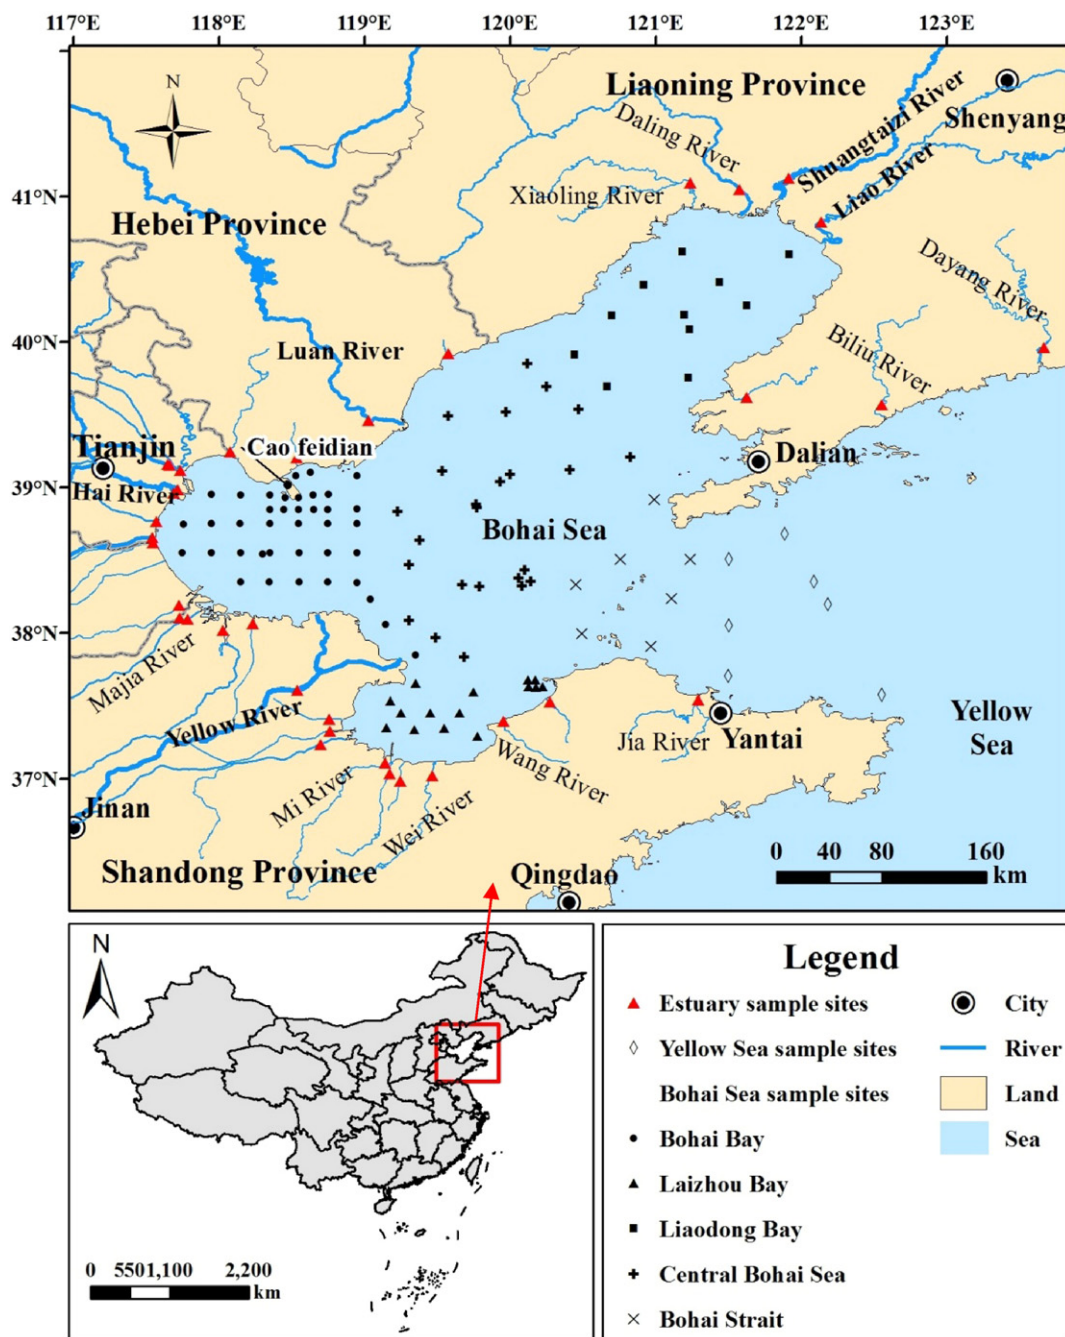 117°E 118°E 119°E 120°E 121°E 122°E 123°E
N
Liaoning Province
Shuangtaizi River
Shenyang
Daling River
Xiaoling River
Liao River
41°N
Hebei Province
Dayang River
40°N
Luan River
Biliu River
Tianjin
Cao feidian
Dalian
39°N
Hai River
Bohai Sea
38°N
Majia River
Yellow River
Yellow
Sea
Jia River
Yantai
Wang River
37°N
Mi River
Wei River
Jinan
Shandong Province
Qingdao
0 40 80 160
km
N
0 5501,100 2,200
km
Legend
Estuary sample sites
City
Yellow Sea sample sites
River
Bohai Sea sample sites
Land
Bohai Bay
Sea
Laizhou Bay
Liaodong Bay
Central Bohai Sea
Bohai Strait